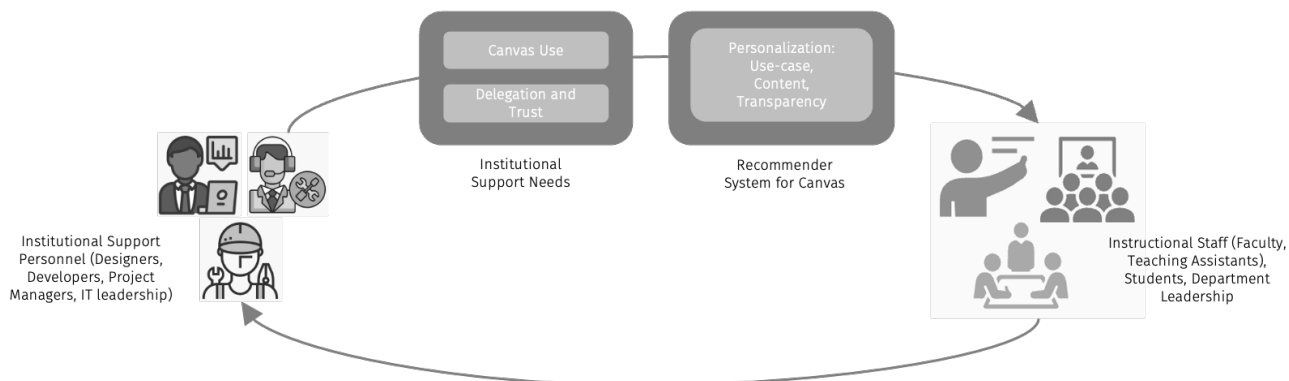 Canvas Use
Delegation and
Trust
Institutional
Support Needs
Personalization:
Use-case,
Content,
Transparency
Recommender
System for Canvas
Institutional Support
Personnel (Designers,
Developers, Project
Managers, IT leadership)
Instructional Staff (Faculty,
Teaching Assistants),
Students, Department
Leadership